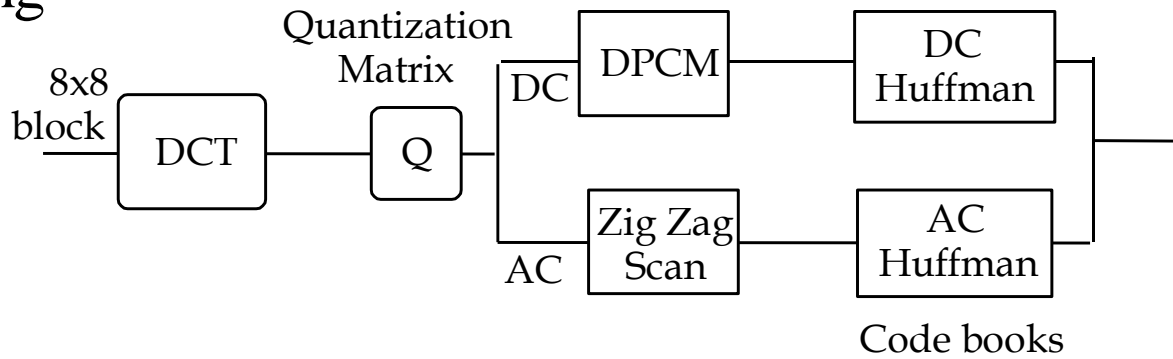 g
Quantization
Matrix
8x8
block
DCT
Q
DC
DPCM
DC
Huffman
AC
Zig Zag
Scan
AC
Huffman
Code books